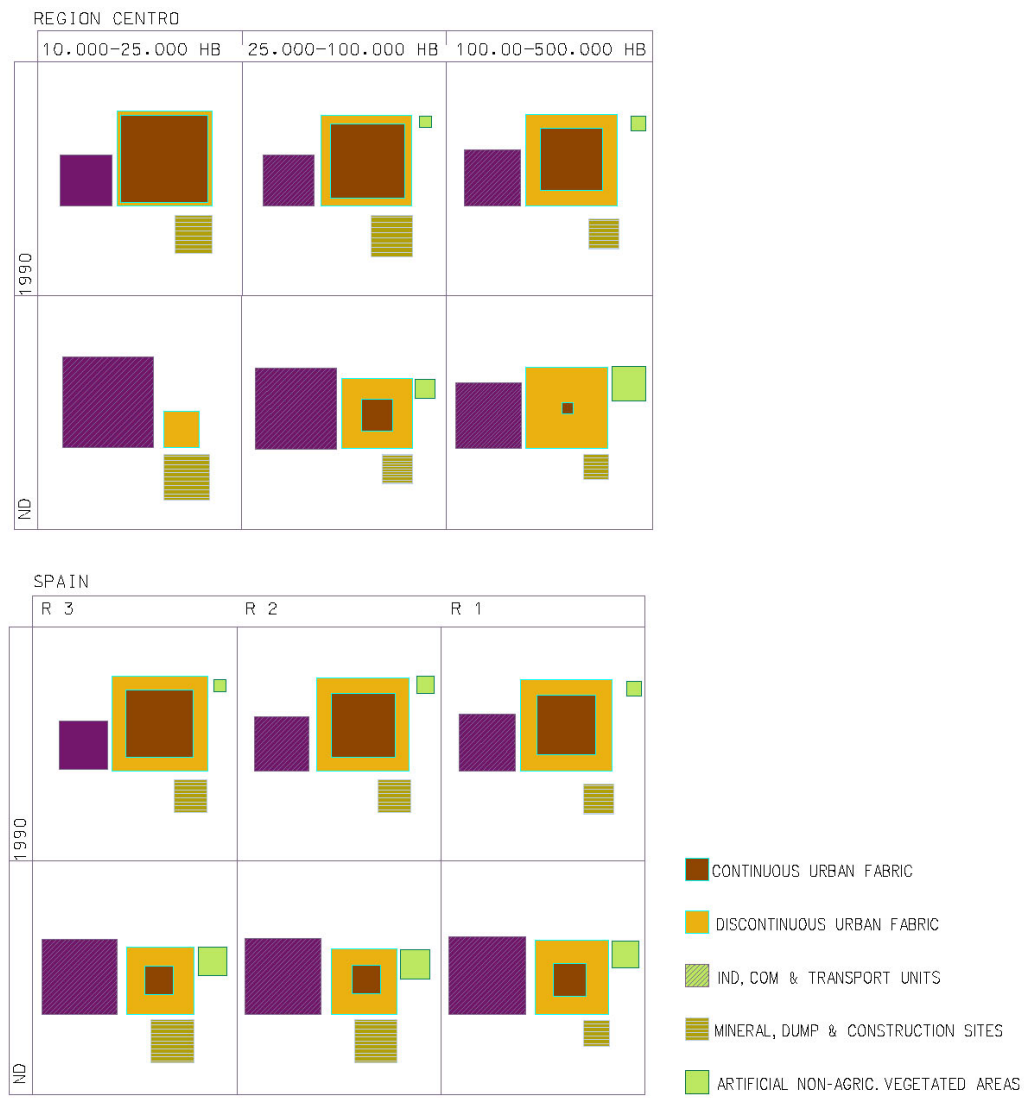 REGION CENTRO
10.000-25.000 HB
25.000-100.000 HB
100.00-500.000 HB
1990
ND
SPAIN
R 3
R 2
R 1
1990
ND
CONTINUOUS URBAN FABRIC
DISCONTINUOUS URBAN FABRIC
IND, COM & TRANSPORT UNITS
MINERAL, DUMP & CONSTRUCTION SITES
ARTIFICIAL NON-AGRIC. VEGETATED AREAS